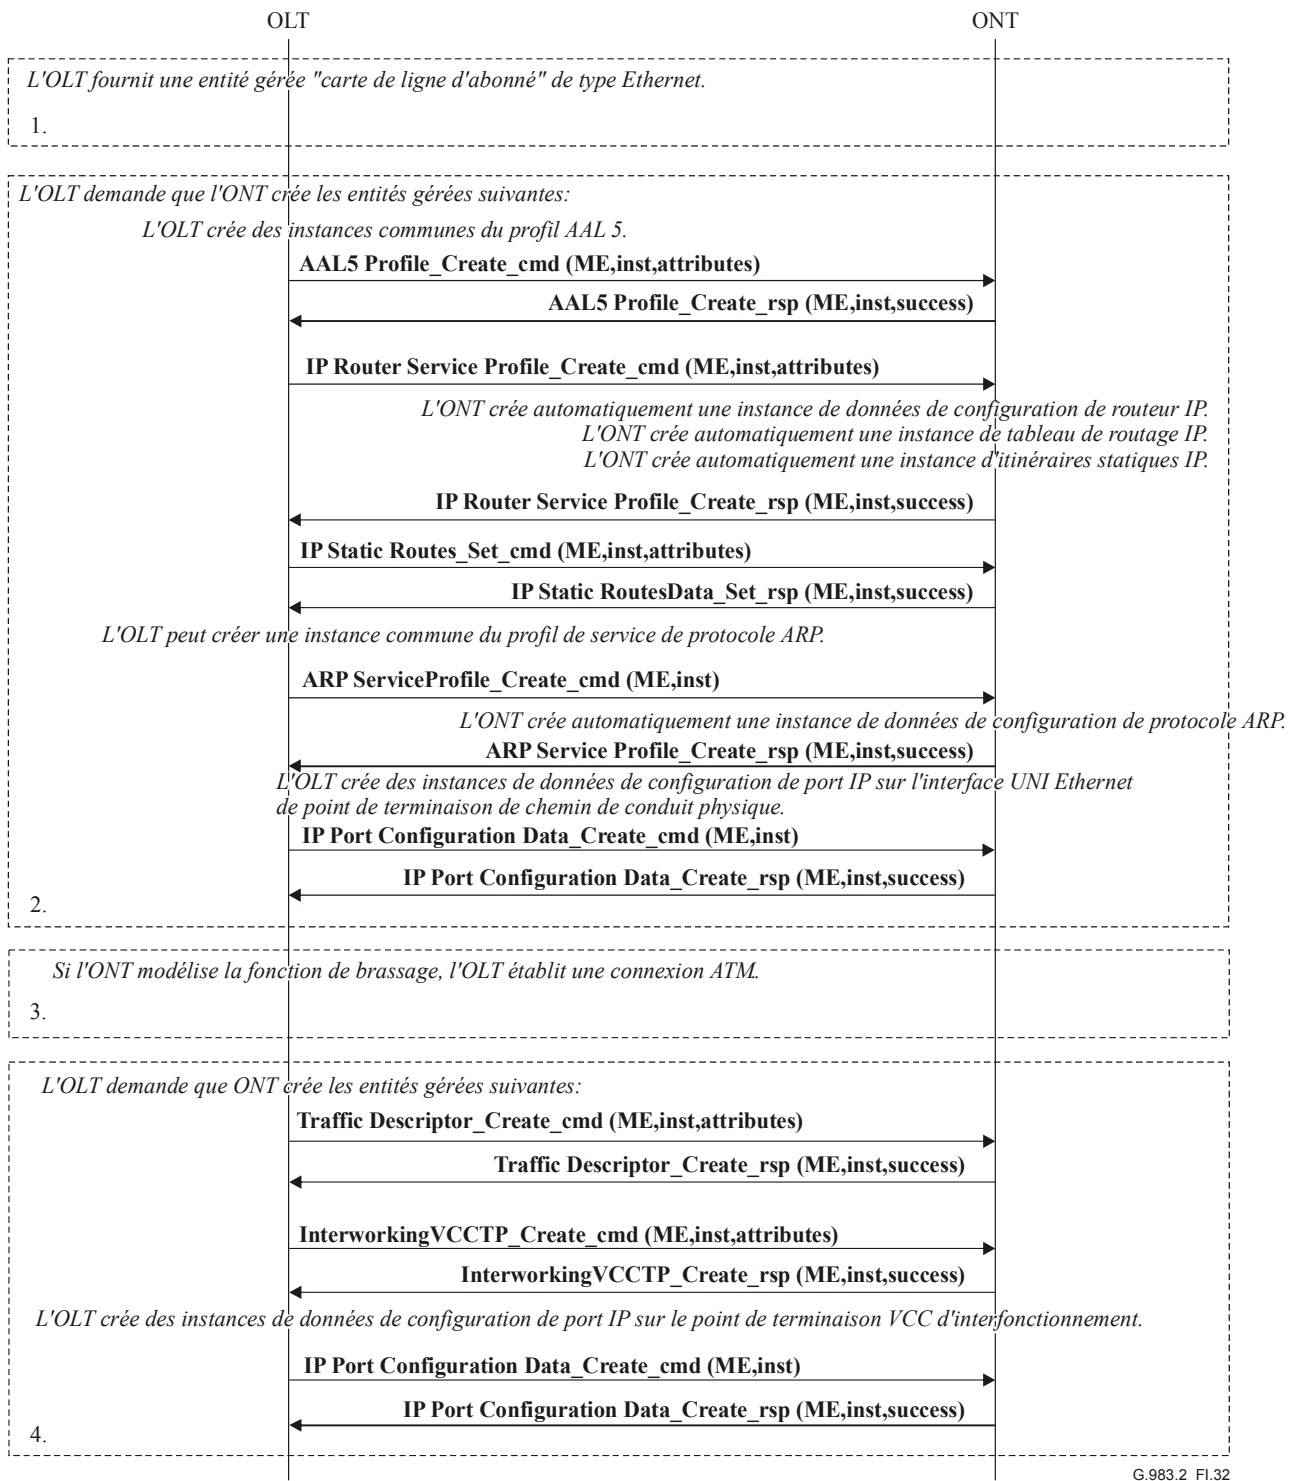 OLT
ONT
L'OLT fournit une entité gérée "carte de ligne d'abonné" de type Ethernet.
1.
L'OLT demande que l'ONT crée les entités gérées suivantes:
L'OLT crée des instances communes du profil AAL 5.
AAL5 Profile_Create_cmd (ME,inst,attributes)
AAL5 Profile_Create_rsp (ME,inst,success)
IP Router Service Profile_Create_cmd (ME,inst,attributes)
L'ONT crée automatiquement une instance de données de configuration de routeur IP.
L'ONT crée automatiquement une instance de tableau de routage IP.
L'ONT crée automatiquement une instance d'itinéraires statiques IP.
IP Router Service Profile_Create_rsp (ME,inst,success)
IP Static Routes_Set_cmd (ME,inst,attributes)
IP Static RoutesData_Set_rsp (ME,inst,success)
L'OLT peut créer une instance commune du profil de service de protocole ARP.
ARP ServiceProfile_Create_cmd (ME,inst)
L'ONT crée automatiquement une instance de données de configuration de protocole ARP.
ARP Service Profile_Create_rsp (ME,inst,success)
L'OLT crée des instances de données de configuration de port IP sur l'interface UNI Ethernet
de point de terminaison de chemin de conduit physique.
IP Port Configuration Data_Create_cmd (ME,inst)
IP Port Configuration Data_Create_rsp (ME,inst,success)
2.
Si l'ONT modélise la fonction de brassage, l'OLT établit une connexion ATM.
3.
L'OLT demande que ONT crée les entités gérées suivantes:
Traffic Descriptor_Create_cmd (ME,inst,attributes)
Traffic Descriptor_Create_rsp (ME,inst,success)
InterworkingVCCTP_Create_cmd (ME,inst,attributes)
InterworkingVCCTP_Create_rsp (ME,inst,success)
L'OLT crée des instances de données de configuration de port IP sur le point de terminaison VCC d'interfonctionnement.
IP Port Configuration Data_Create_cmd (ME,inst)
IP Port Configuration Data_Create_rsp (ME,inst,success)
4.
G.983.2_FI.32